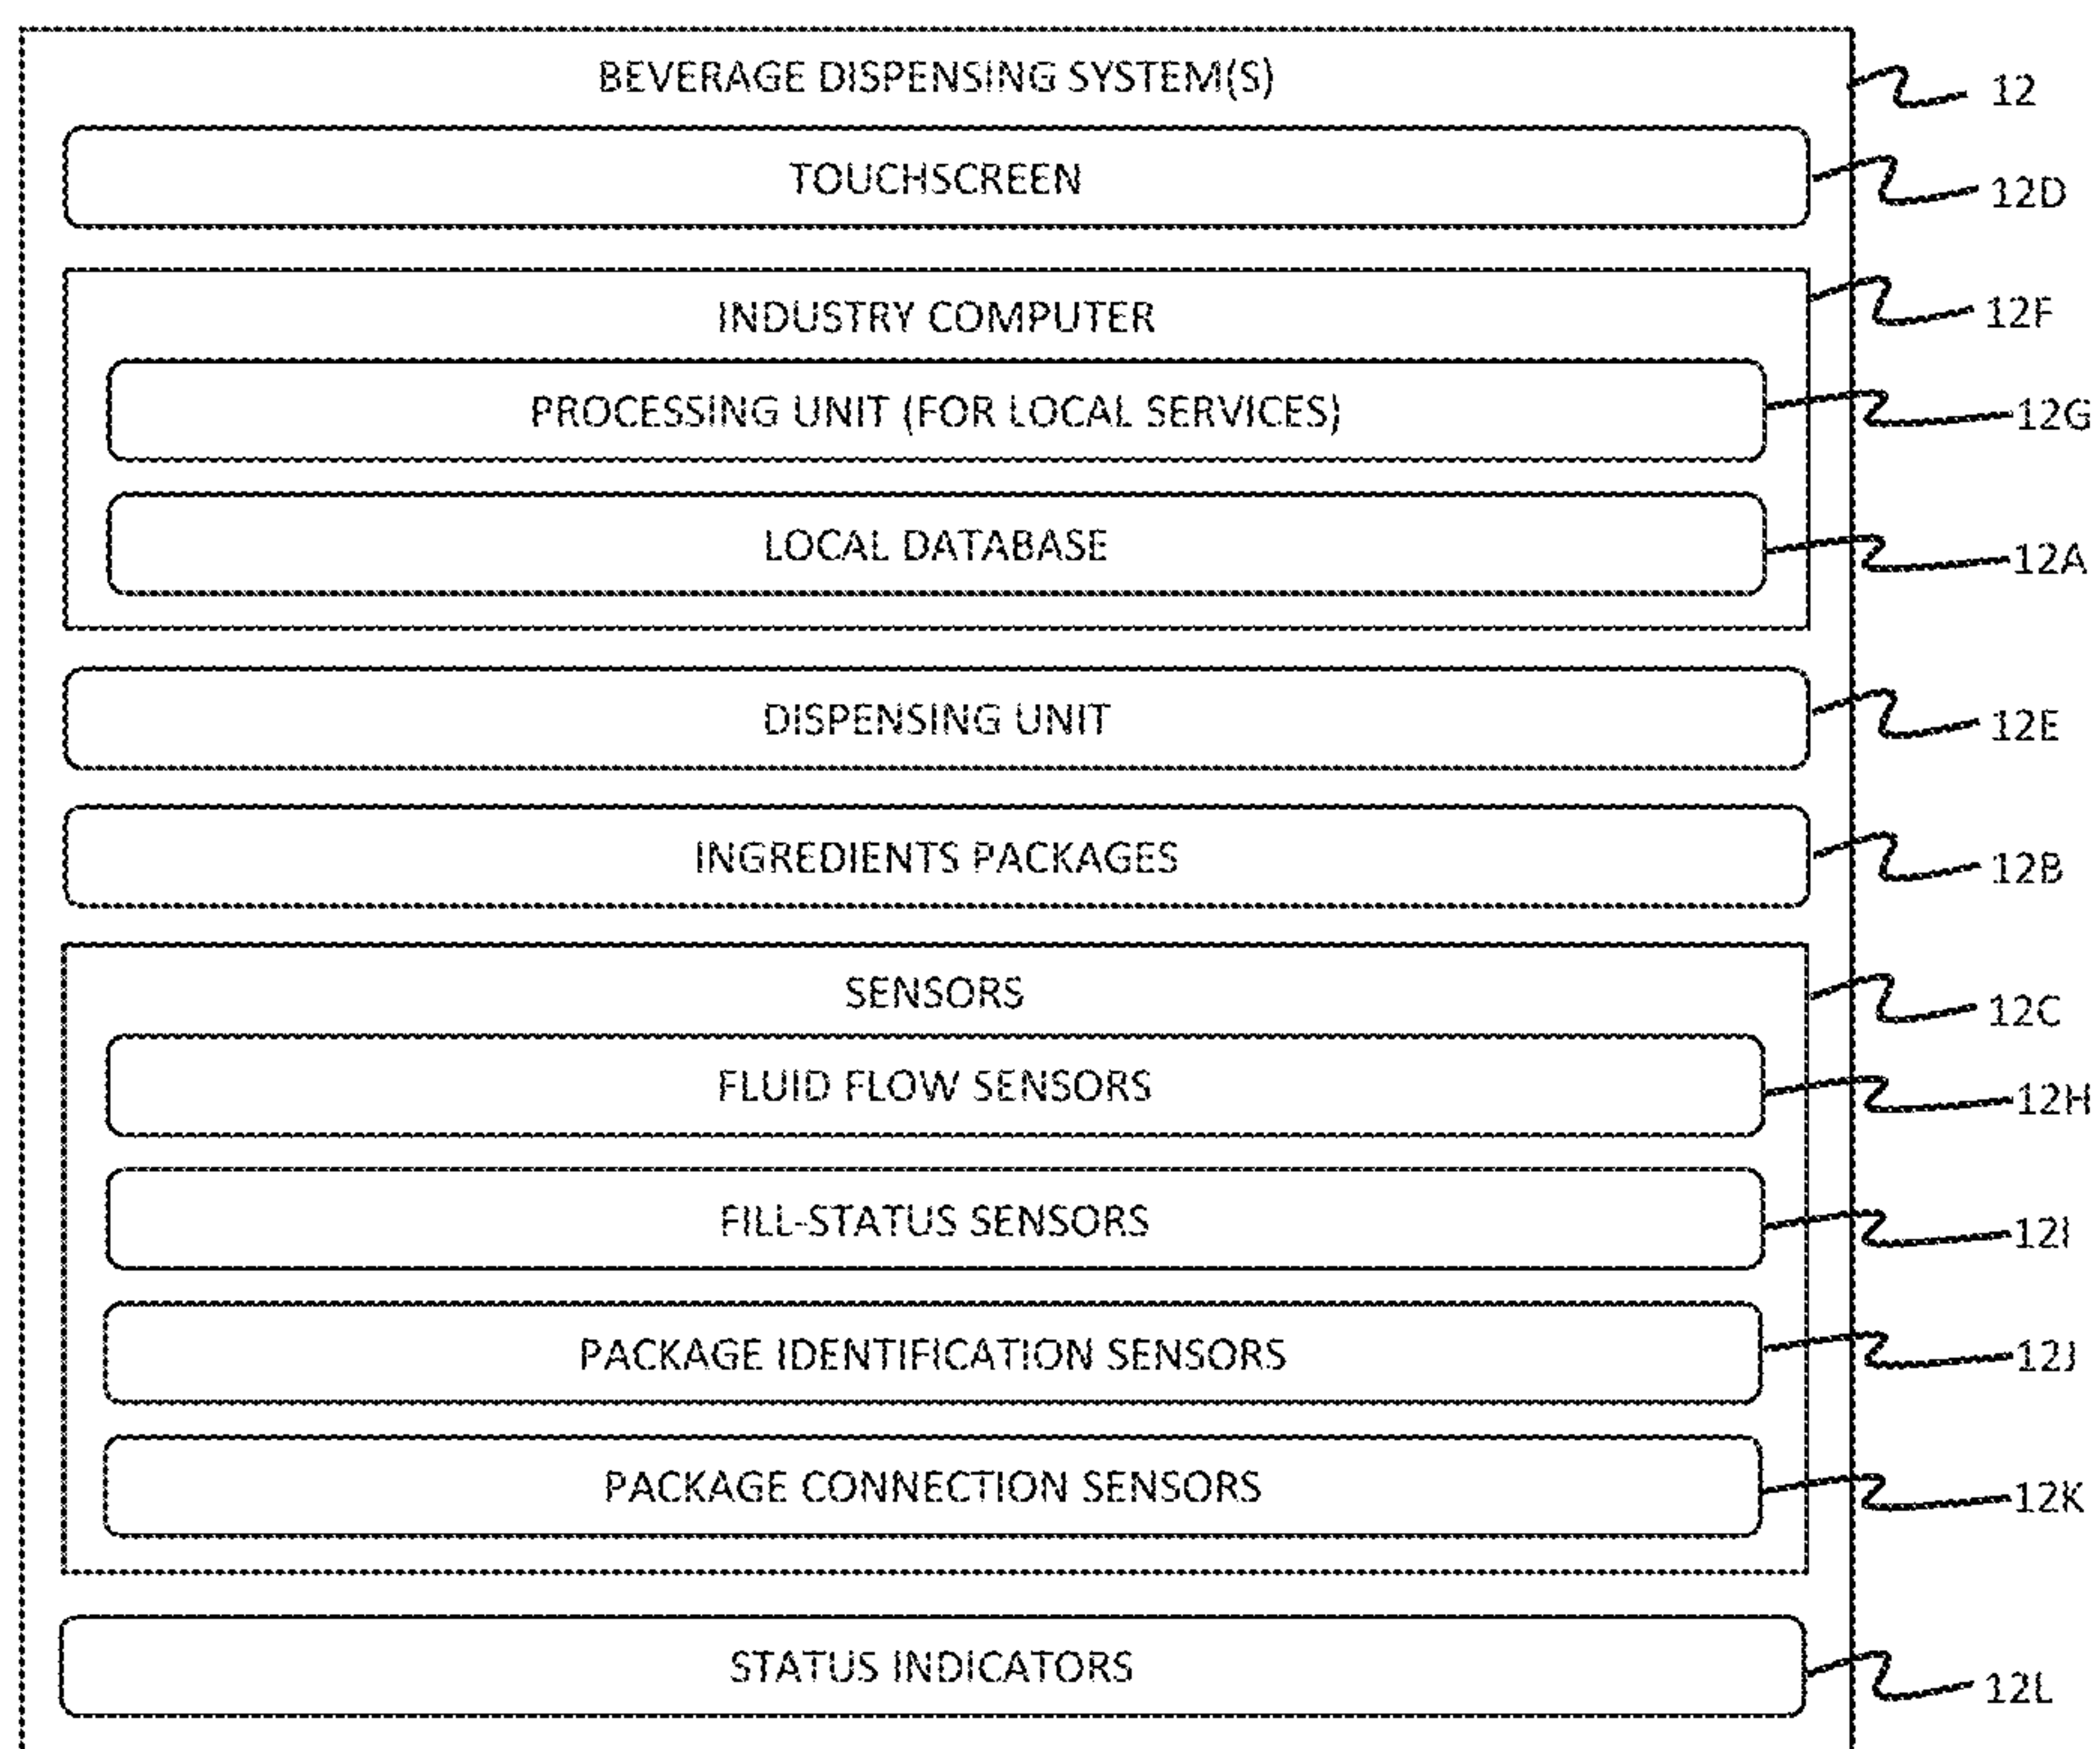 BEVERAGE DISPENSING SYSTEM(S)
12
TOUCHSCREEN
12D
INDUSTRY COMPUTER
12F
PROCESSING UNIT (FOR LOCAL SERVICES)
12G
LOCAL DATABASE
12A
DISPENSING UNIT
12E
INGREDIENTS PACKAGES
12B
SENSORS
12C
FLUID FLOW SENSORS
12H
FILL-STATUS SENSORS
12I
PACKAGE IDENTIFICATION SENSORS
12J
PACKAGE CONNECTION SENSORS
12K
STATUS INDICATORS
12L